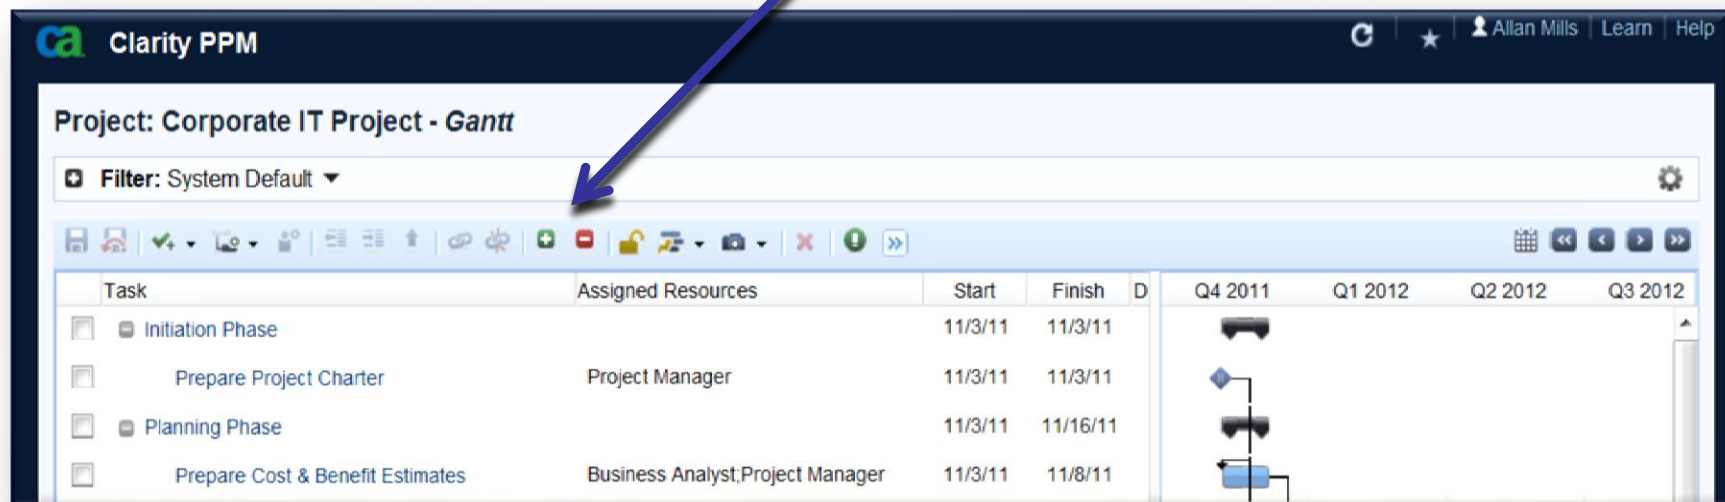 ca Clarity PPM Allan Mills Learn Help
Project: Corporate IT Project - Gantt
Filter: System Default
Task Assigned Resources Start Finish D Q4 2011 Q1 2012 Q2 2012 Q3 2012
Initiation Phase 11/3/11 11/3/11
Prepare Project Charter Project Manager 11/3/11 11/3/11
Planning Phase 11/3/11 11/16/11
Prepare Cost & Benefit Estimates Business Analyst;Project Manager 11/3/11 11/8/11